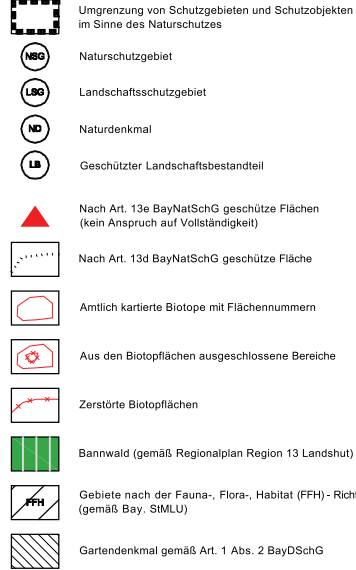 Umgrenzung von Schutzgebieten und Schutzobjekten
im Sinne des Naturschutzes
NSG Naturschutzgebiet
LSG Landschaftsschutzgebiet
ND Naturdenkmal
LB Geschützter Landschaftsbestandteil
Nach Art. 13e BayNatSchG geschütze Flächen
(kein Anspruch auf Vollständigkeit)
Nach Art. 13d BayNatSchG geschütze Fläche
Amtlich kartierte Biotope mit Flächennummern
Aus den Biotopflächen ausgeschlossene Bereiche
Zerstörte Biotopflächen
Bannwald (gemäß Regionalplan Region 13 Landshut)
FFH Gebiete nach der Fauna-, Flora-, Habitat (FFH) - Richt
(gemäß Bay. StMLU)
Gartendenkmal gemäß Art. 1 Abs. 2 BayDSchG